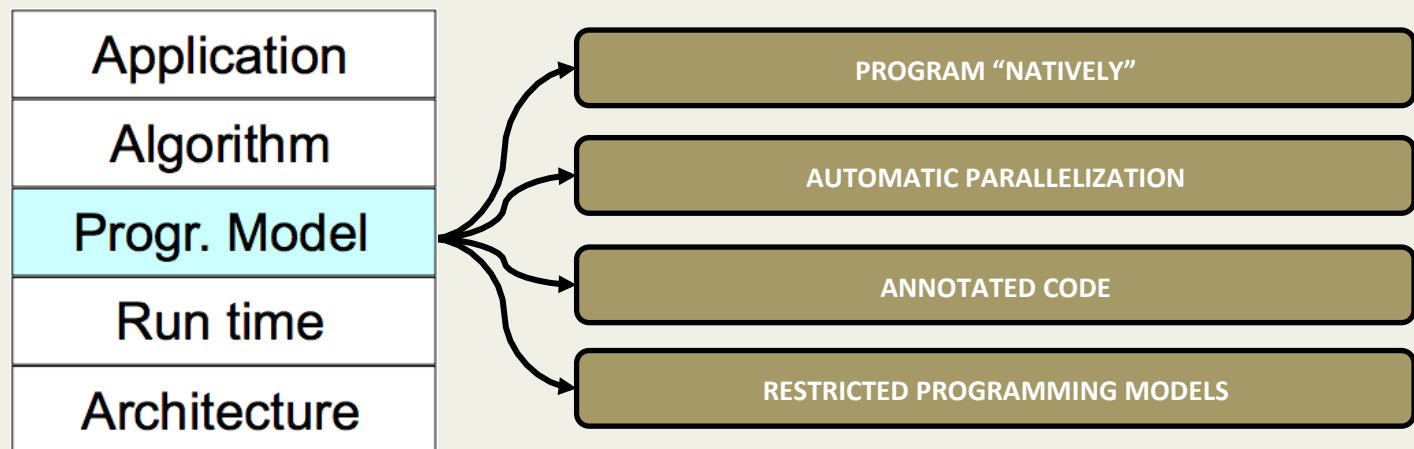 Application
Algorithm
Progr. Model
Run time
Architecture
PROGRAM “NATIVELY”
AUTOMATIC PARALLELIZATION
ANNOTATED CODE
RESTRICTED PROGRAMMING MODELS